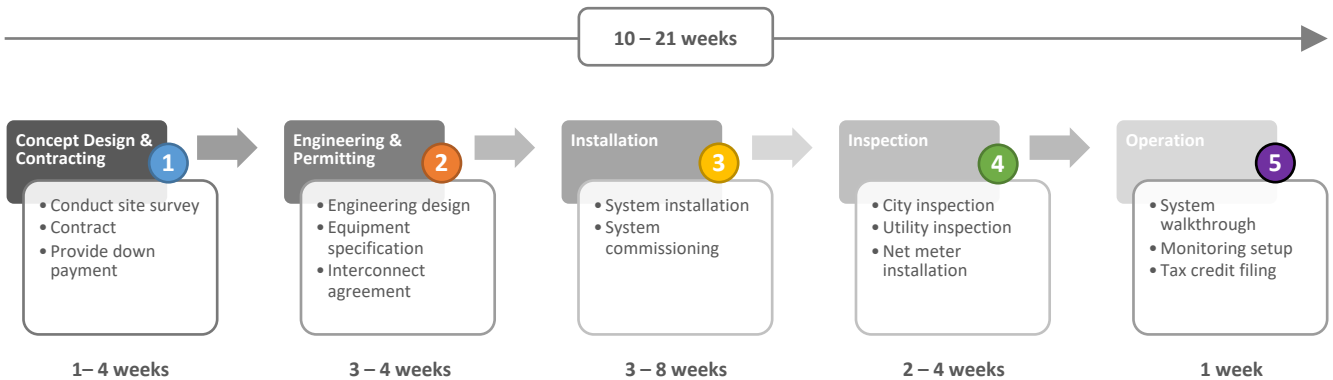 10 – 21 weeks
Concept Design &
Contracting
1
• Conduct site survey
• Contract
• Provide down
payment
1– 4 weeks
Engineering &
Permitting
2
• Engineering design
• Equipment
specification
• Interconnect
agreement
3 – 4 weeks
Installation
3
• System installation
• System
commissioning
3 – 8 weeks
Inspection
4
• City inspection
• Utility inspection
• Net meter
installation
2 – 4 weeks
Operation
5
• System
walkthrough
• Monitoring setup
• Tax credit filing
1 week